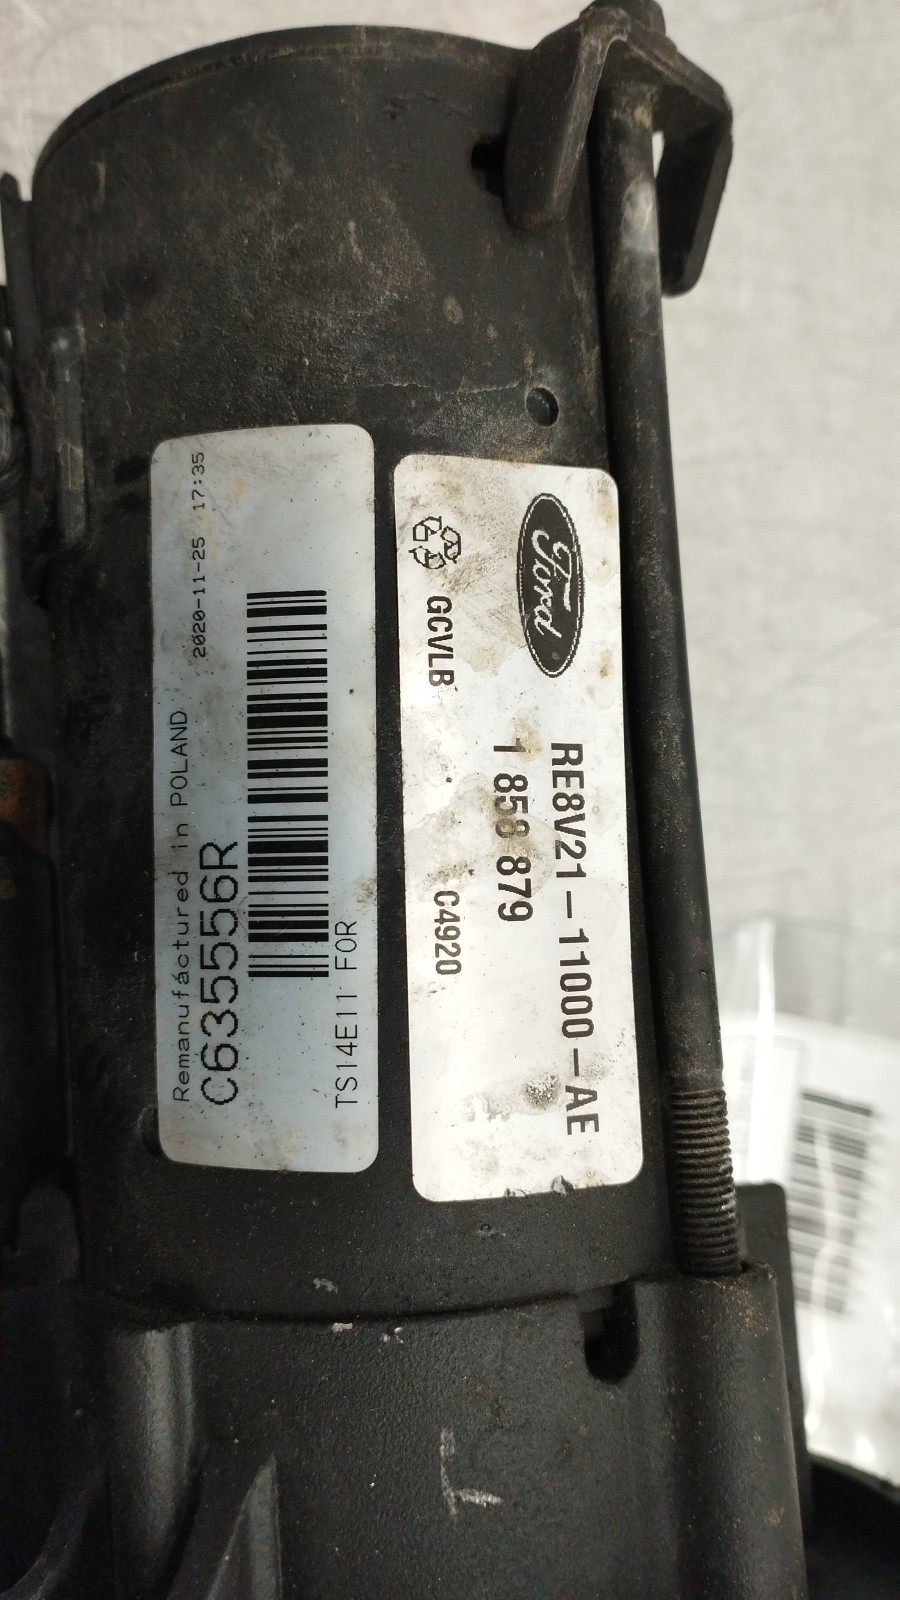 Remanufactured in POLAND 2020-11-25 17:35
C635556R
TS14E11 FOR
Ford
RE8V21-11000-AE
1 858 879
GCVLB C4920